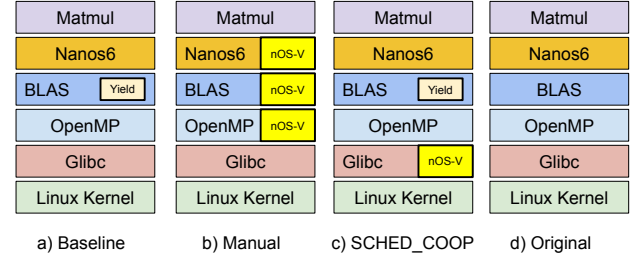 Matmul Matmul Matmul Matmul
Nanos6 Nanos6 nOS-V Nanos6 Nanos6
BLAS Yield BLAS nOS-V BLAS Yield BLAS
OpenMP OpenMP nOS-V OpenMP OpenMP
Glibc Glibc Glibc nOS-V Glibc
Linux Kernel Linux Kernel Linux Kernel Linux Kernel
a) Baseline b) Manual c) SCHED_COOP d) Original